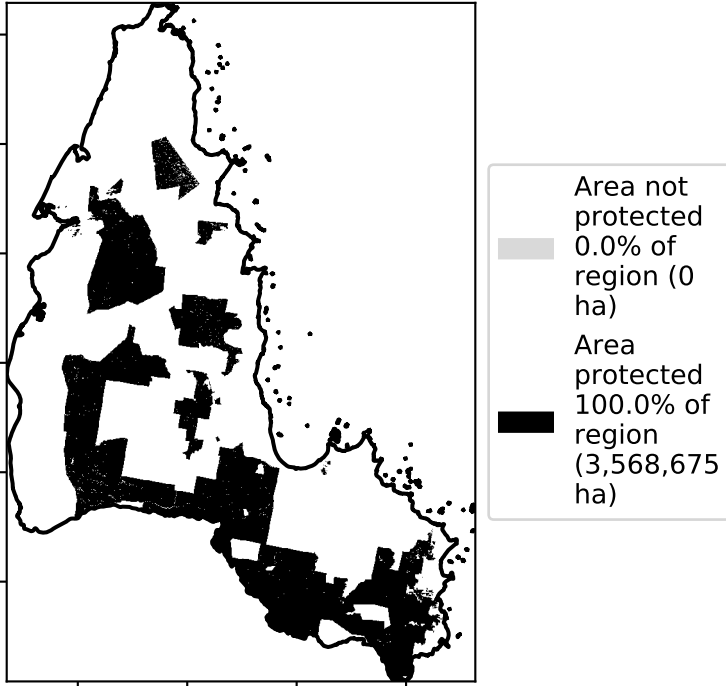 Area not
protected
0.0% of
region (0
ha)
Area
protected
100.0% of
region
(3,568,675
ha)